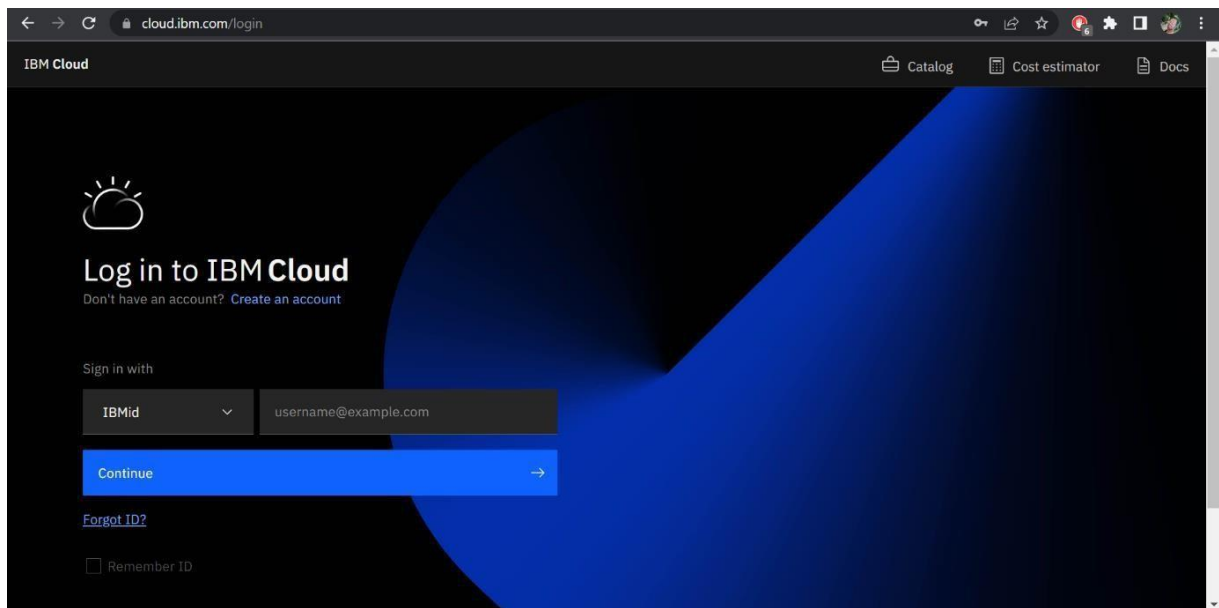 cloud.ibm.com/login
6
IBM Cloud
Catalog
Cost estimator
Docs
Log in to IBM Cloud
Don't have an account? Create an account
Sign in with
IBMid
username@example.com
Continue
Forgot ID?
Remember ID